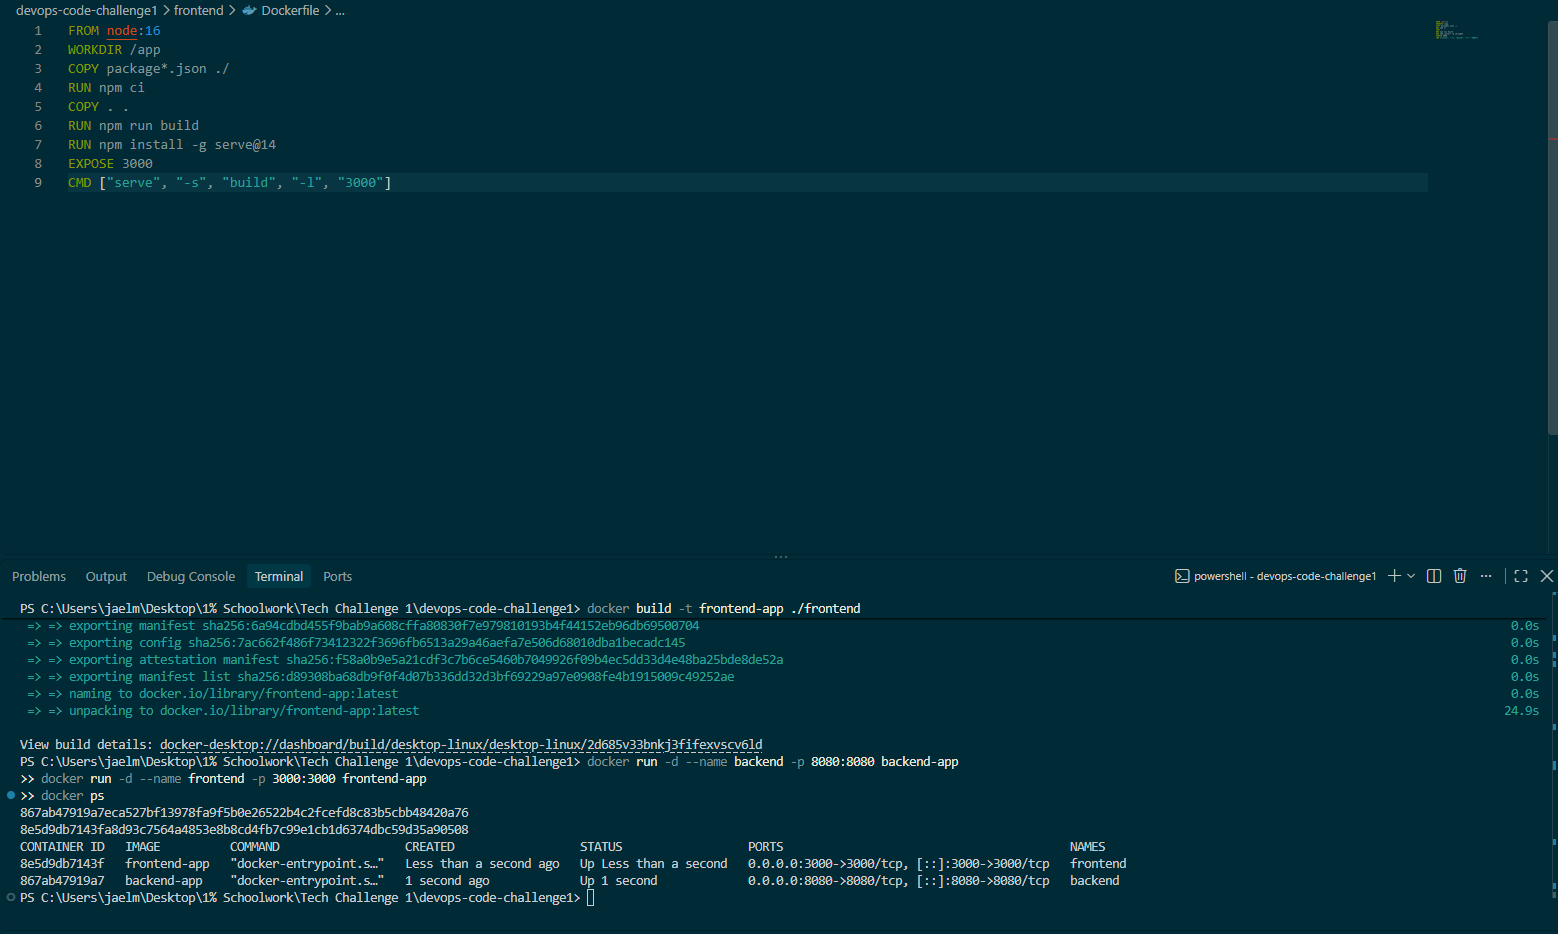 devops-code-challenge1 > frontend > Dockerfile > ...
1 FROM node:16
2 WORKDIR /app
3 COPY package*.json ./
4 RUN npm ci
5 COPY . .
6 RUN npm run build
7 RUN npm install -g serve@14
8 EXPOSE 3000
9 CMD ["serve", "-s", "build", "-l", "3000"]
Problems Output Debug Console Terminal Ports powershell - devops-code-challenge1
PS C:\Users\jaelm\Desktop\1% Schoolwork\Tech Challenge 1\devops-code-challenge1> docker build -t frontend-app ./frontend
=> => exporting manifest sha256:6a94cdbd455f9bab9a608cffa80830f7e979810193b4f44152eb96db69500704 0.0s
=> => exporting config sha256:7ac662f486f73412322f3696fb6513a29a46aefa7e506d68010dba1becadc145 0.0s
=> => exporting attestation manifest sha256:f58a0b9e5a21cdf3c7b6ce5460b7049926f09b4ec5dd33d4e48ba25bde8de52a 0.0s
=> => exporting manifest list sha256:d89308ba68db9f0f4d07b336dd32d3bf69229a97e0908fe4b1915009c49252ae 0.0s
=> => naming to docker.io/library/frontend-app:latest 0.0s
=> => unpacking to docker.io/library/frontend-app:latest 24.9s
View build details: docker-desktop://dashboard/build/desktop-linux/desktop-linux/2d685v33bnkj3fifexvscv6ld
PS C:\Users\jaelm\Desktop\1% Schoolwork\Tech Challenge 1\devops-code-challenge1> docker run -d --name backend -p 8080:8080 backend-app
>> docker run -d --name frontend -p 3000:3000 frontend-app
>> docker ps
867ab47919a7eca527bf13978fa9f5b0e26522b4c2fcefd8c83b5cbb48420a76
8e5d9db7143fa8d93c7564a4853e8b8cd4fb7c99e1cb1d6374dbc59d35a90508
CONTAINER ID IMAGE COMMAND CREATED STATUS PORTS NAMES
8e5d9db7143f frontend-app "docker-entrypoint.s…" Less than a second ago Up Less than a second 0.0.0.0:3000->3000/tcp, [::]:3000->3000/tcp frontend
867ab47919a7 backend-app "docker-entrypoint.s…" 1 second ago Up 1 second 0.0.0.0:8080->8080/tcp, [::]:8080->8080/tcp backend
PS C:\Users\jaelm\Desktop\1% Schoolwork\Tech Challenge 1\devops-code-challenge1>